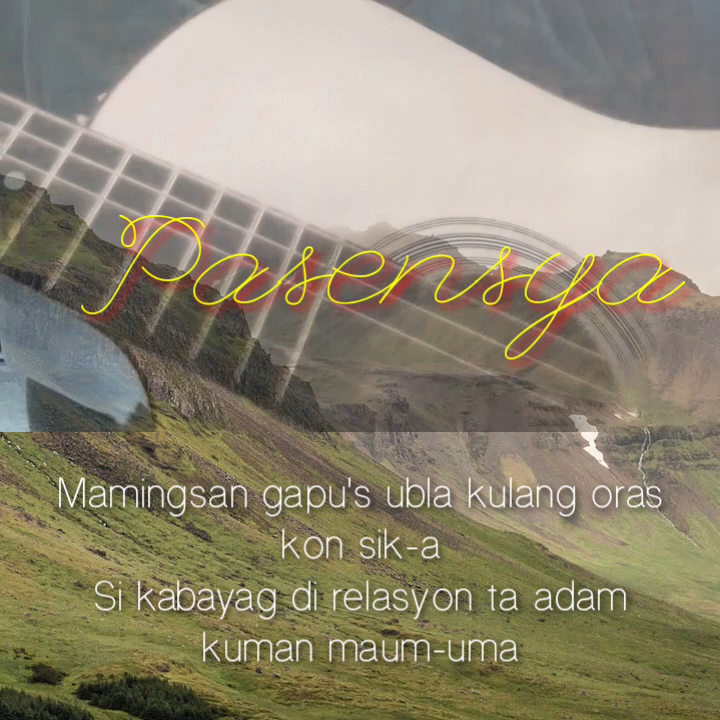 Pasensya
Mamingsan gapu's ubla kulang oras
kon sik-a
Si kabayag di relasyon ta adam
kuman maum-uma